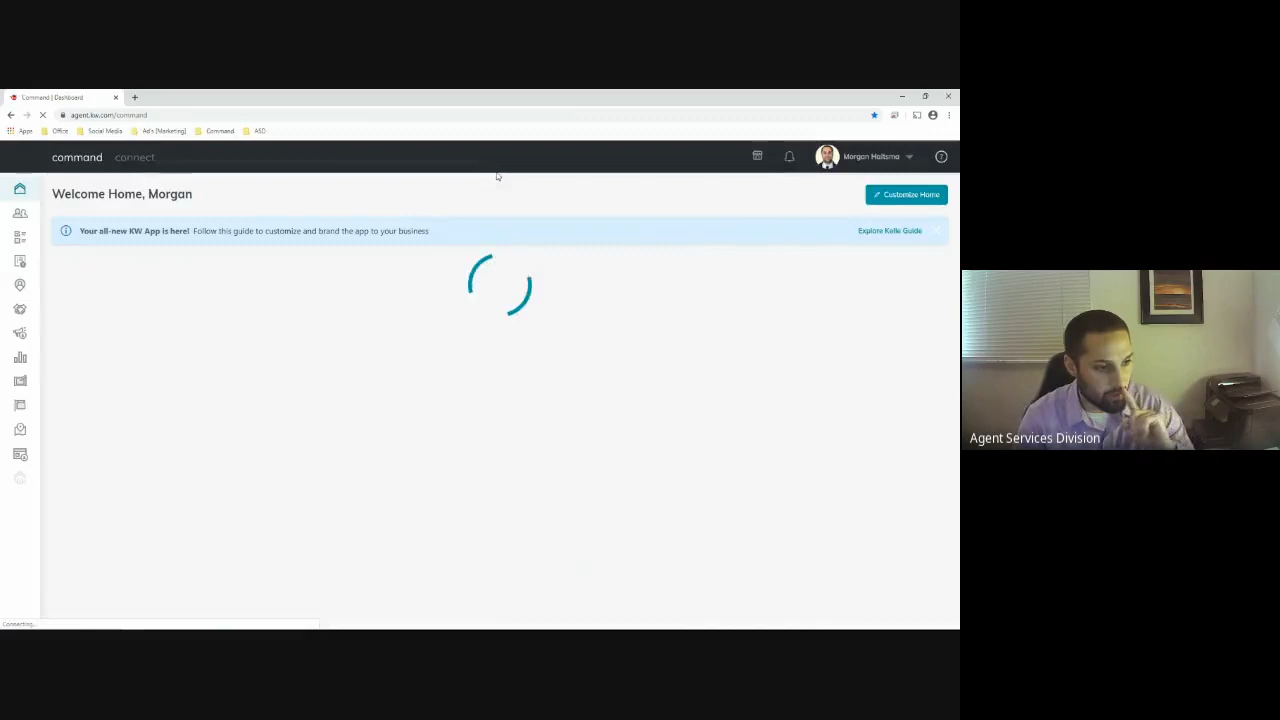 Command | Dashboard
agent.kw.com/command
Apps Office Social Media Ad's [Marketing] Command ASD
command connect Morgan Haitsma
Welcome Home, Morgan Customize Home
Your all-new KW App is here! Follow this guide to customize and brand the app to your business Explore Kelle Guide
Agent Services Division
Connecting...